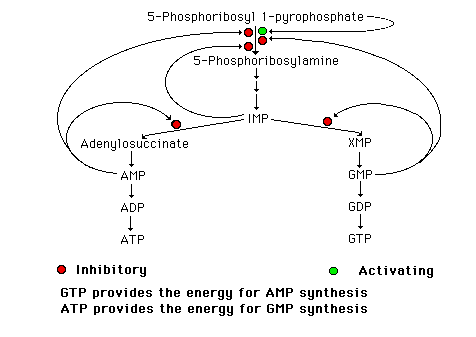 5-Phosphoribosyl 1-pyrophosphate
5-Phosphoribosylamine
IMP
Adenylosuccinate
XMP
AMP
GMP
ADP
GDP
ATP
GTP
Inhibitory
Activating
GTP provides the energy for AMP synthesis
ATP provides the energy for GMP synthesis